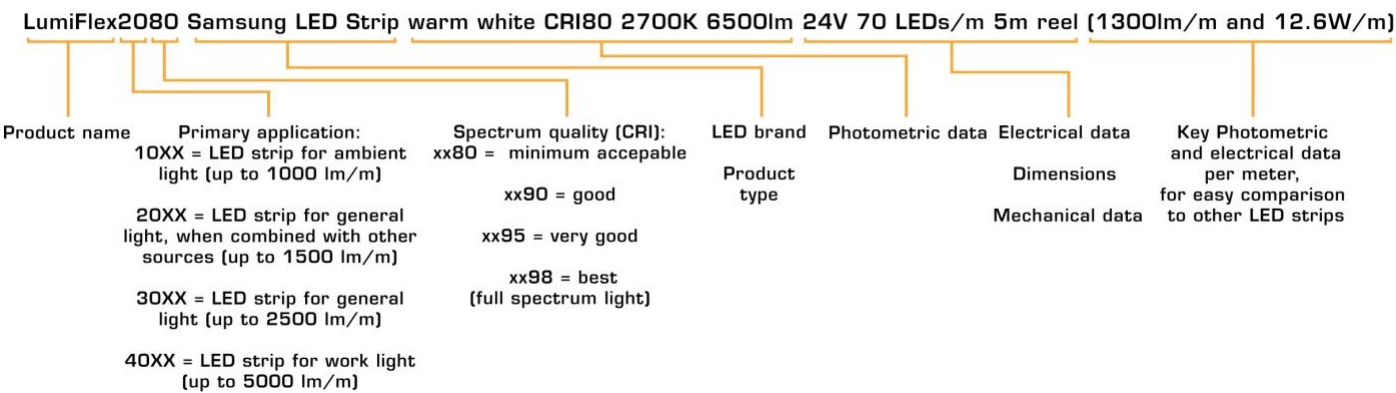 LumiFlex2080 Samsung LED Strip warm white CRI80 2700K 6500lm 24V 70 LEDs/m 5m reel (1300lm/m and 12.6W/m)
Product name
Primary application:
10XX = LED strip for ambient
light (up to 1000 lm/m)
20XX = LED strip for general
light, when combined with other
sources (up to 1500 lm/m)
30XX = LED strip for general
light (up to 2500 lm/m)
40XX = LED strip for work light
(up to 5000 lm/m)
Spectrum quality (CRI):
xx80 = minimum accepable
xx90 = good
xx95 = very good
xx98 = best
(full spectrum light)
LED brand
Product
type
Photometric data
Electrical data
Dimensions
Mechanical data
Key Photometric
and electrical data
per meter,
for easy comparison
to other LED strips